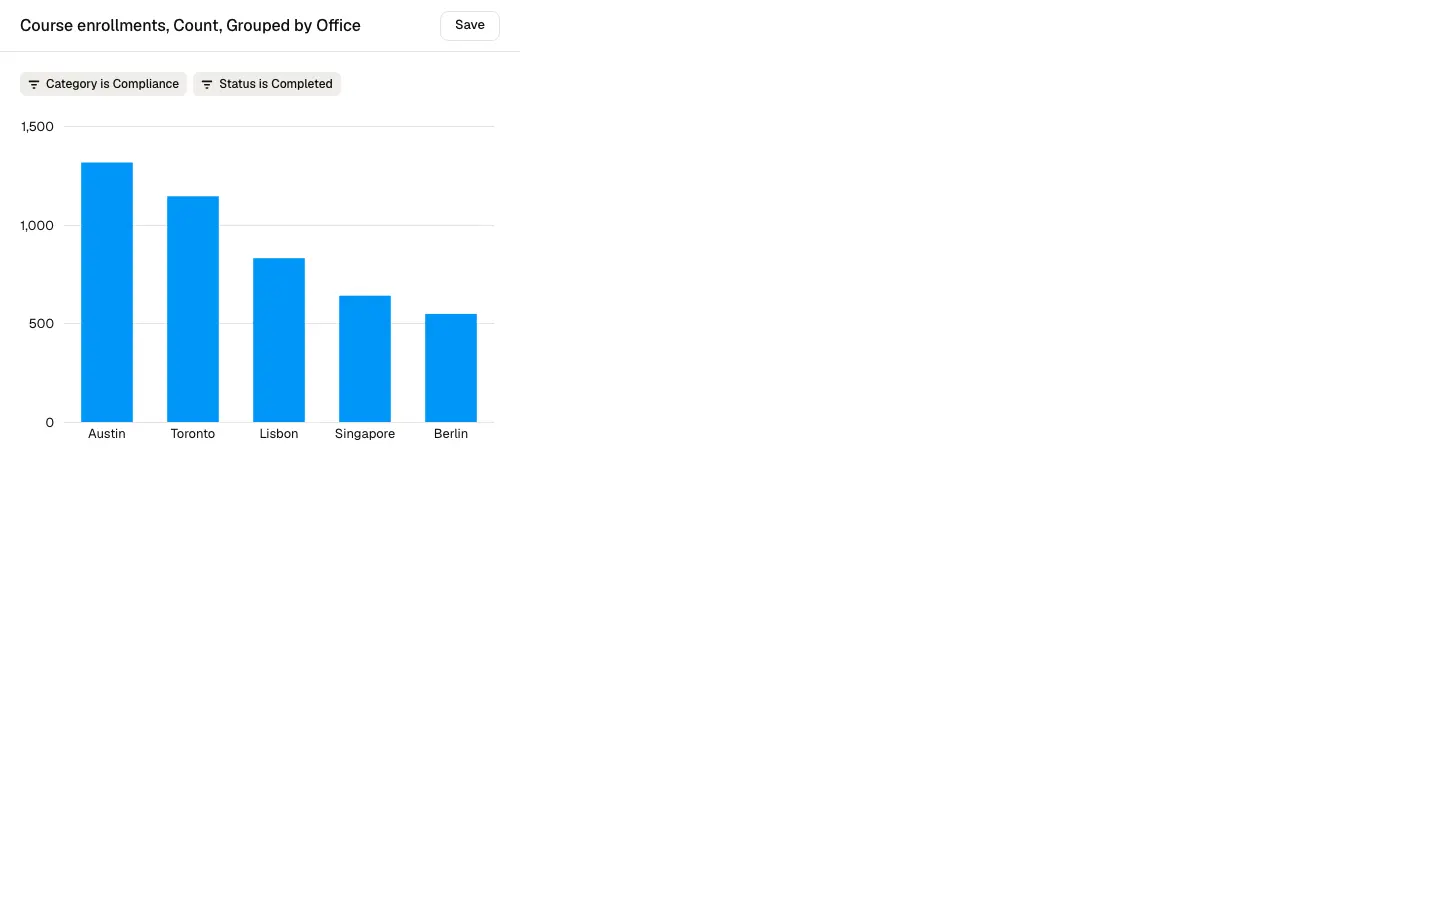 Course enrollments, Count, Grouped by Office
Save
Category is Compliance
Status is Completed
1,500
1,000
500
0
Austin
Toronto
Lisbon
Singapore
Berlin